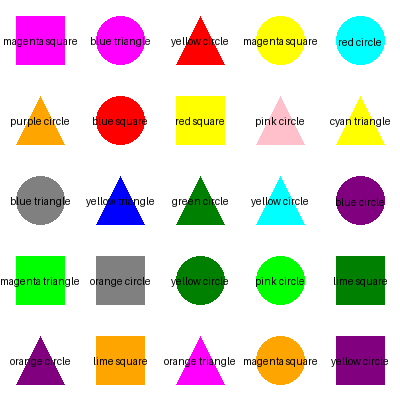 magenta square blue triangle yellow circle magenta square red circle
purple circle blue square red square pink circle cyan triangle
blue triangle yellow triangle green circle yellow circle blue circle
magenta triangle orange circle yellow circle pink circle lime square
orange circle lime square orange triangle magenta square yellow circle